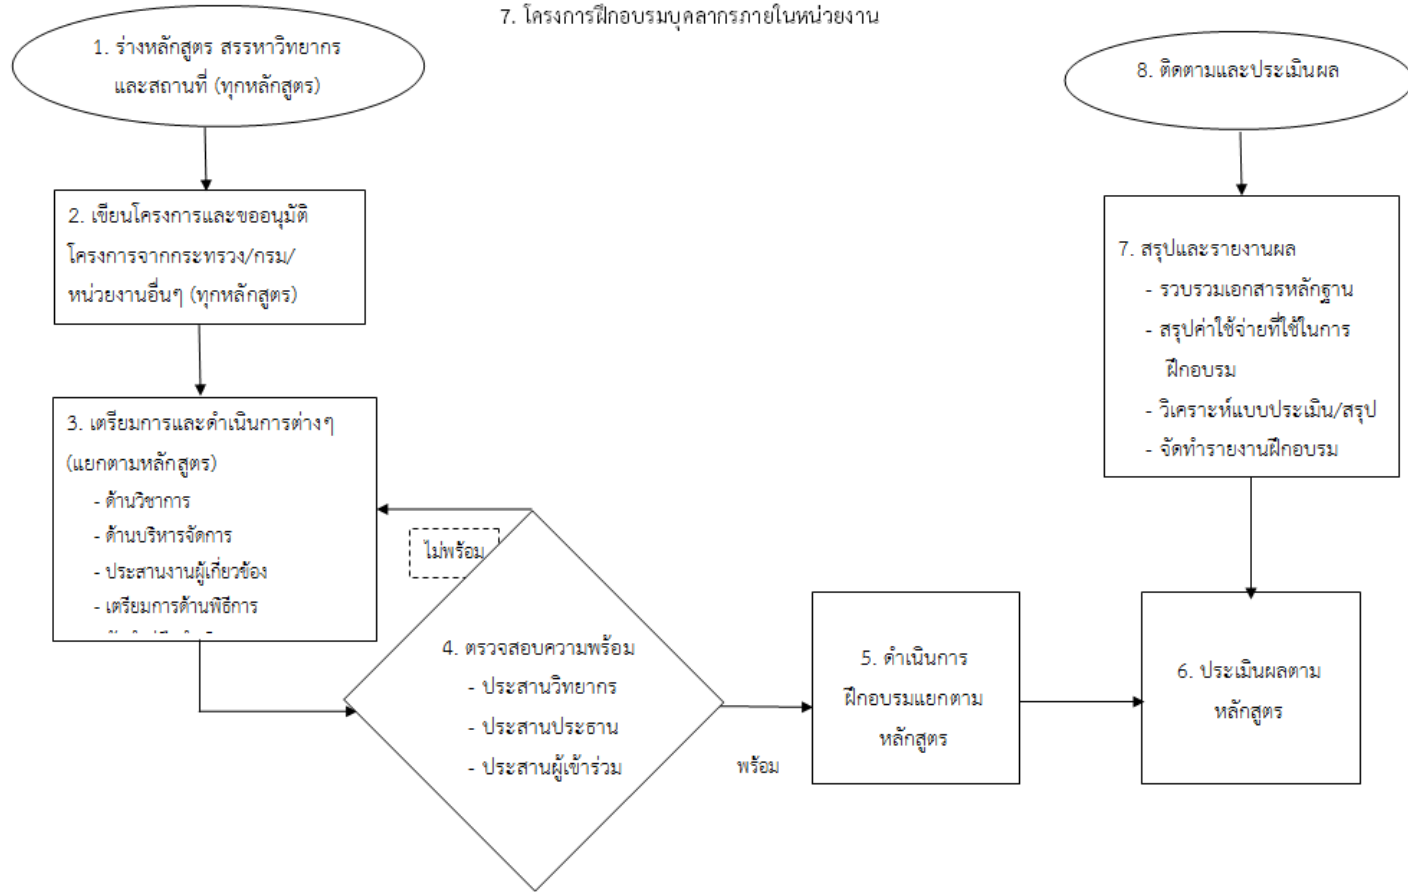 7. โครงการฝึกอบรมบุคลากรภายในหน่วยงาน
1. ร่างหลักสูตร สรรหาวิทยากร
และสถานที่ (ทุกหลักสูตร)
2. เขียนโครงการและขออนุมัติ
โครงการจากกระทรวง/กรม/
หน่วยงานอื่นๆ (ทุกหลักสูตร)
3. เตรียมการและดำเนินการต่างๆ
(แยกตามหลักสูตร)
- ด้านวิชาการ
- ด้านบริหารจัดการ
- ประสานงานผู้เกี่ยวข้อง
- เตรียมการด้านพิธีการ
ไม่พร้อม
4. ตรวจสอบความพร้อม
- ประสานวิทยากร
- ประสานประธาน
- ประสานผู้เข้าร่วม
พร้อม
5. ดำเนินการ
ฝึกอบรมแยกตาม
หลักสูตร
6. ประเมินผลตาม
หลักสูตร
7. สรุปและรายงานผล
- รวบรวมเอกสารหลักฐาน
- สรุปค่าใช้จ่ายที่ใช้ในการ
ฝึกอบรม
- วิเคราะห์แบบประเมิน/สรุป
- จัดทำรายงานฝึกอบรม
8. ติดตามและประเมินผล